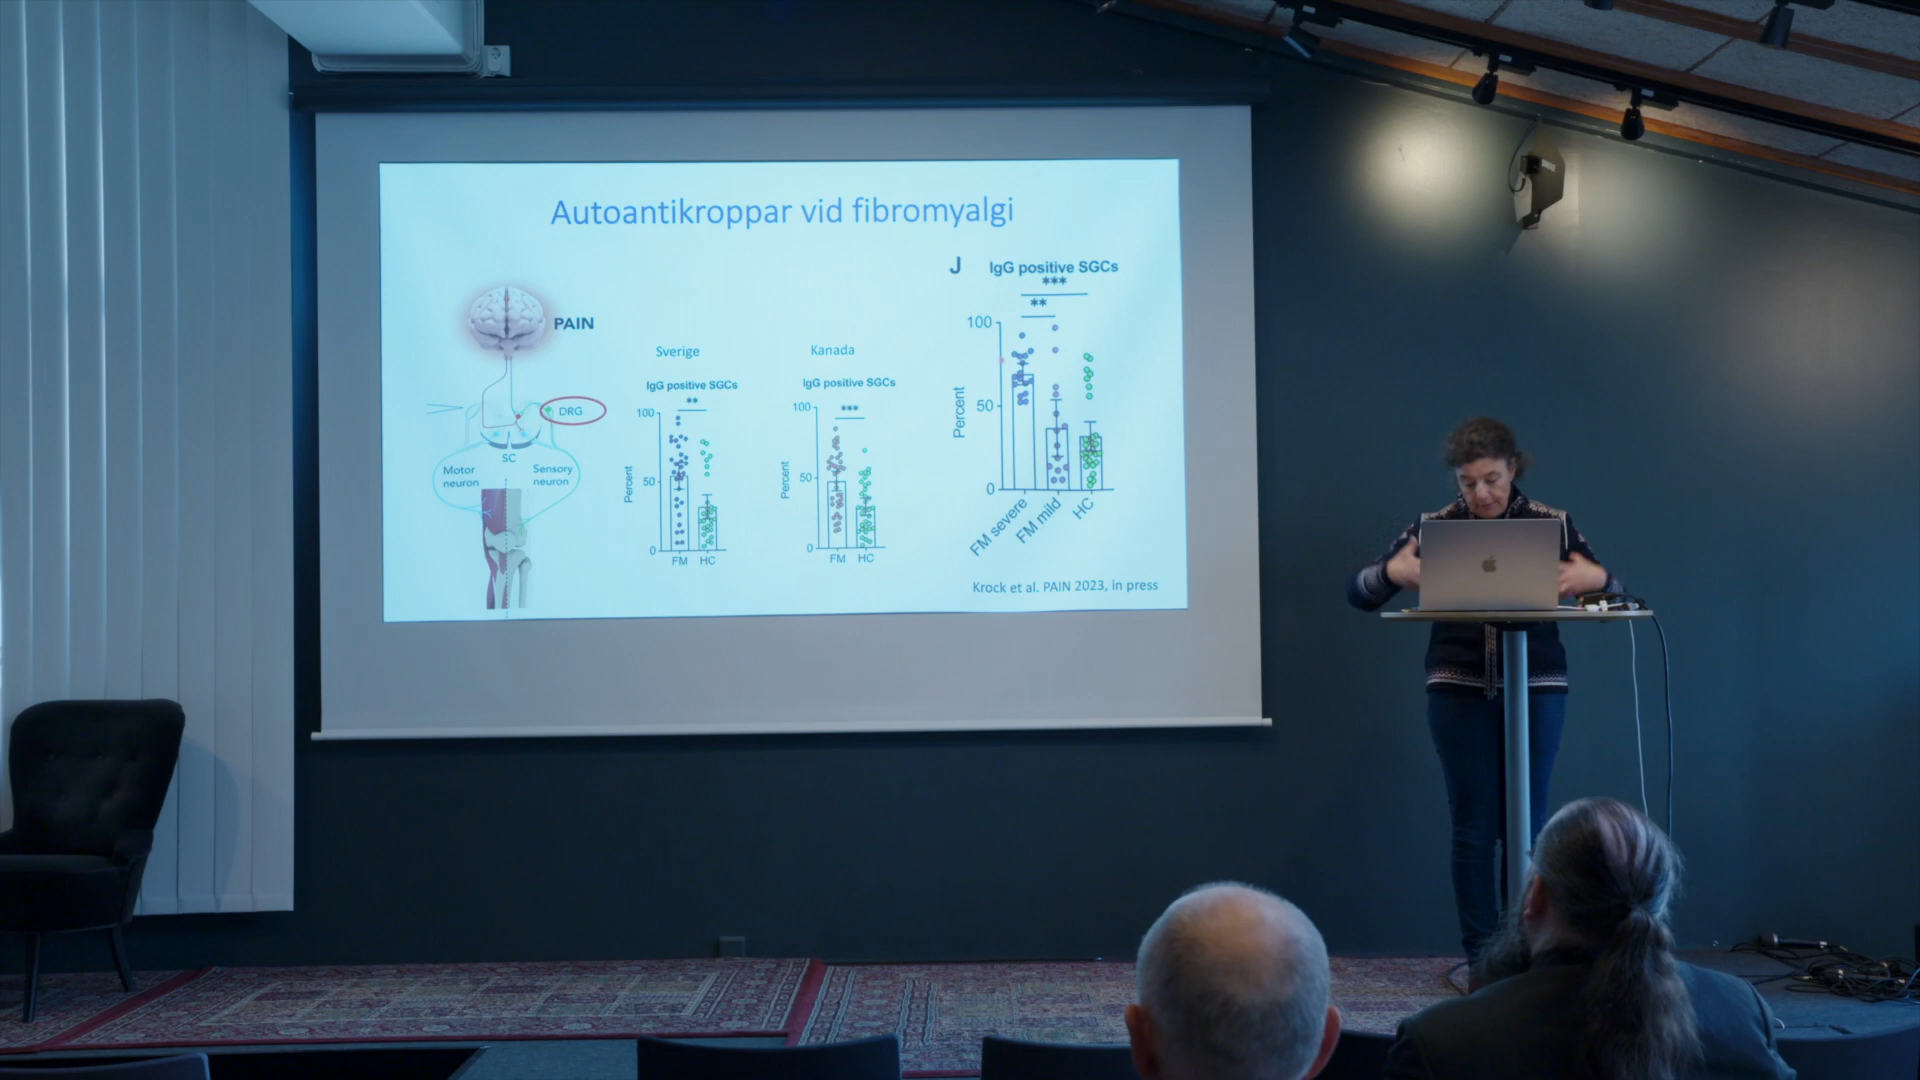 Autoantikroppar vid fibromyalgi
PAIN
DRG
SC
Motor
neuron
Sensory
neuron
Sverige
IgG positive SGCs
**
100
50
0
Percent
FM HC
Kanada
IgG positive SGCs
***
100
50
0
Percent
FM HC
J IgG positive SGCs
***
**
100
50
0
Percent
FM severe
FM mild
HC
Krock et al. PAIN 2023, in press